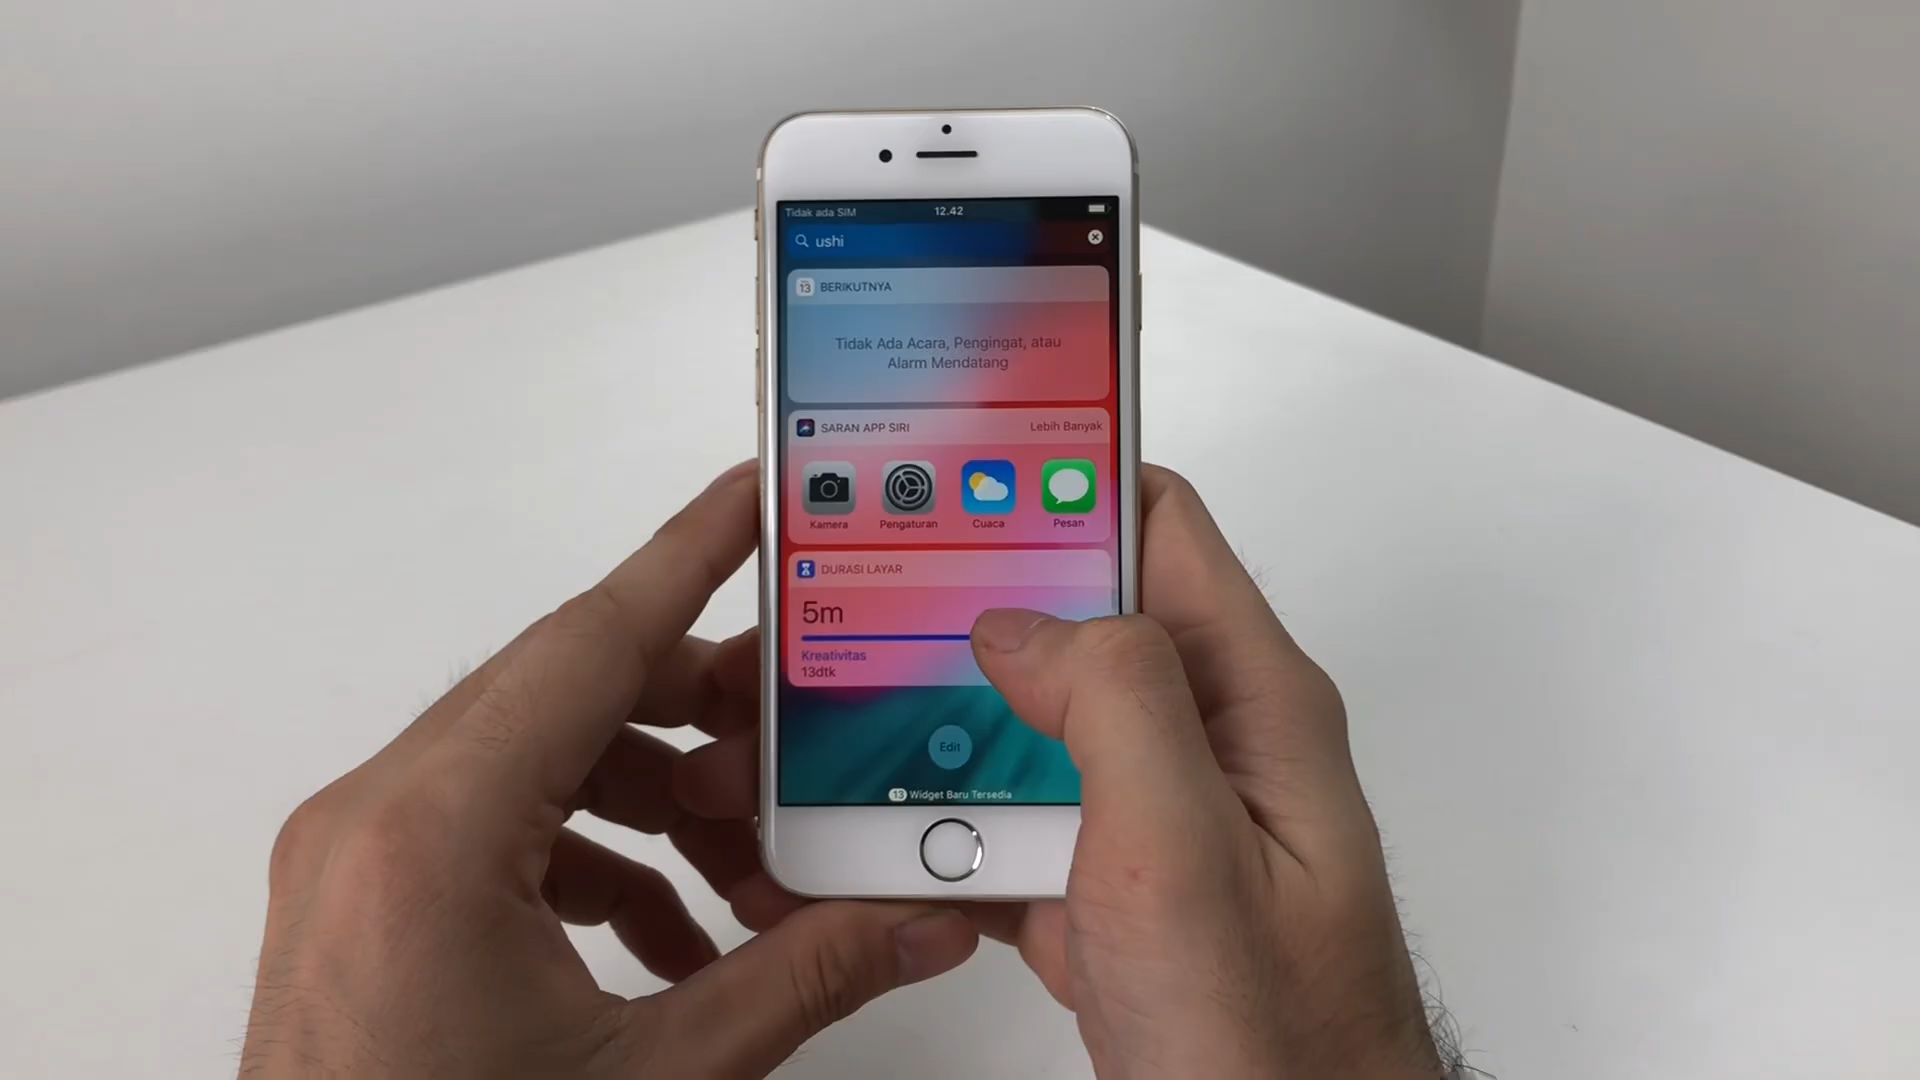 Tidak ada SIM
12.42
ushi
13
BERIKUTNYA
Tidak Ada Acara, Pengingat, atau
Alarm Mendatang
SARAN APP SIRI
Lebih Banyak
Kamera
Pengaturan
Cuaca
Pesan
DURASI LAYAR
5m
Kreativitas
13dtk
Edit
13 Widget Baru Tersedia